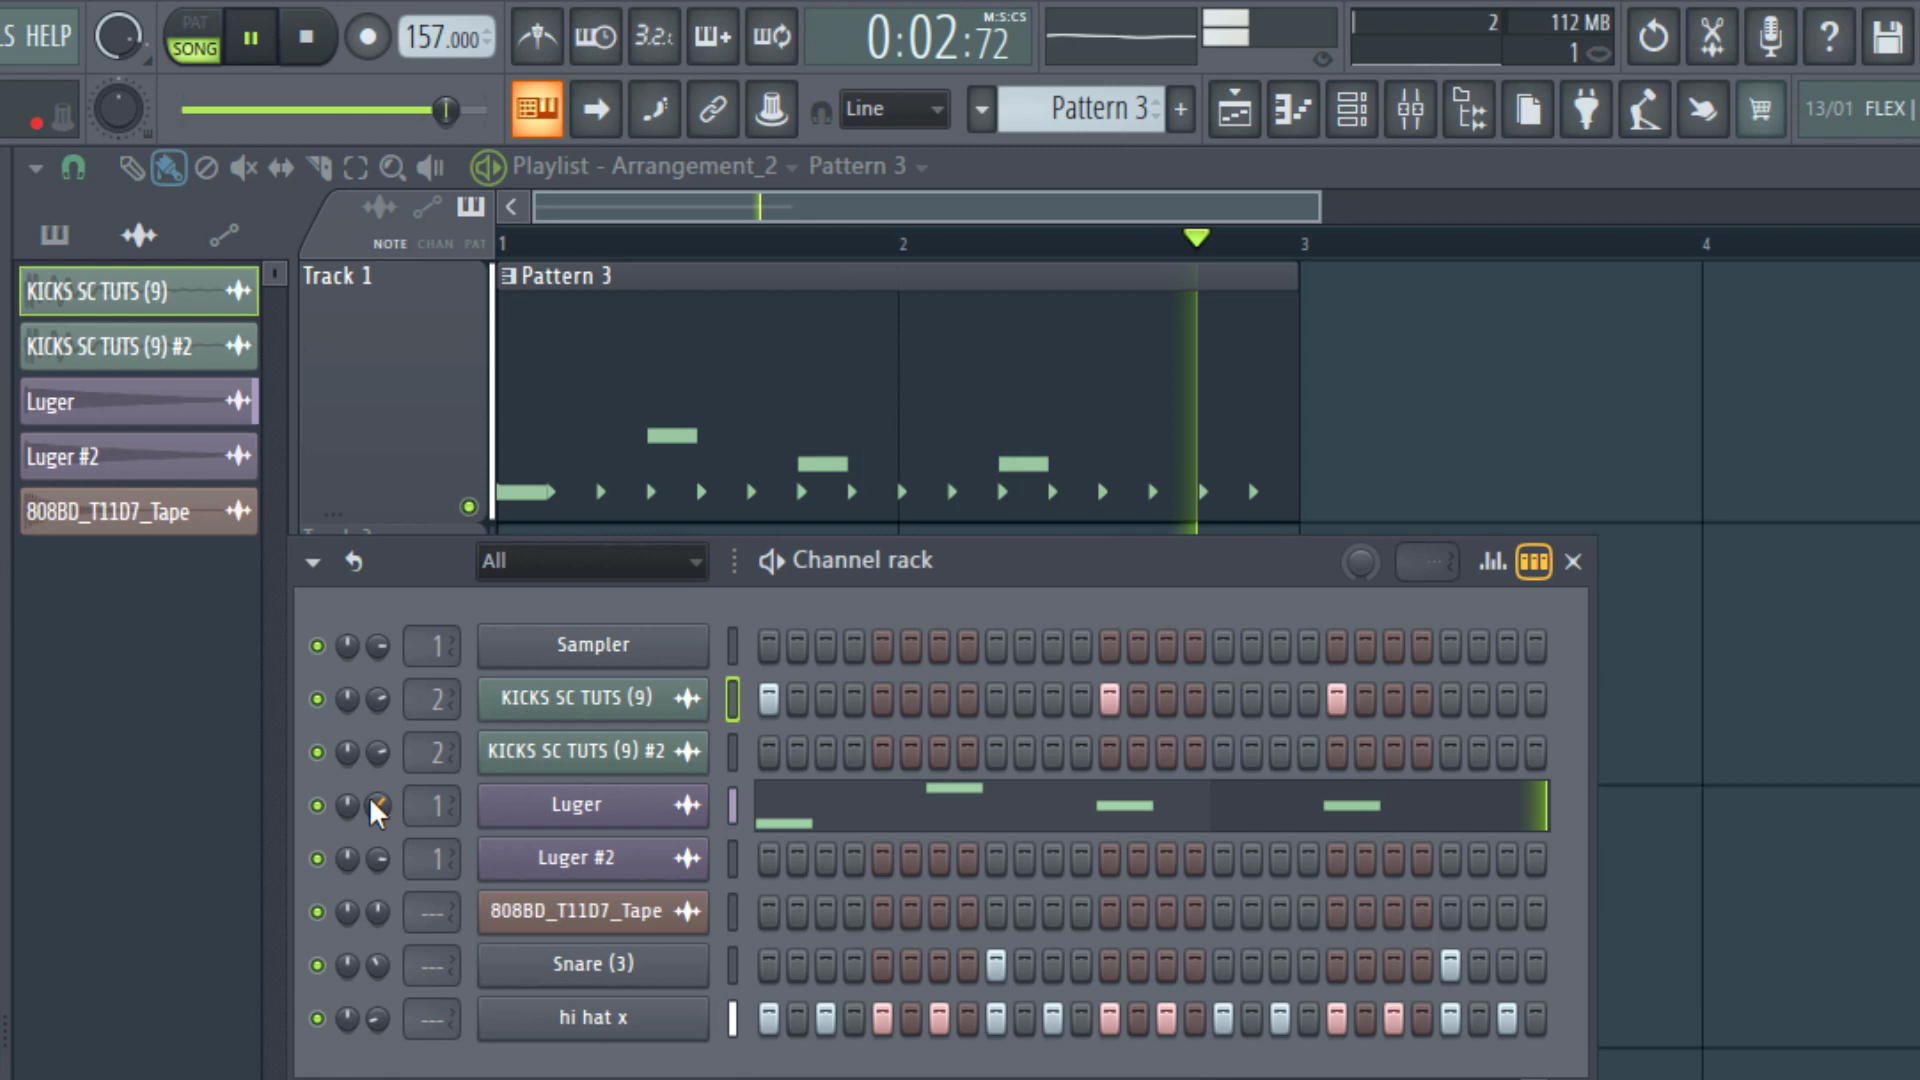 LS HELP
PAT
SONG
157.000
3.2.
0:02:72
M:S:CS
2
112 MB
1
Line
Pattern 3
+
13/01 FLEX |
Playlist - Arrangement_2
Pattern 3
NOTE CHAN PAT
1
2
3
4
KICKS SC TUTS (9)
KICKS SC TUTS (9) #2
Luger
Luger #2
808BD_T11D7_Tape
Track 1
Pattern 3
All
Channel rack
1
Sampler
2
KICKS SC TUTS (9)
2
KICKS SC TUTS (9) #2
1
Luger
1
Luger #2
---
808BD_T11D7_Tape
---
Snare (3)
---
hi hat x